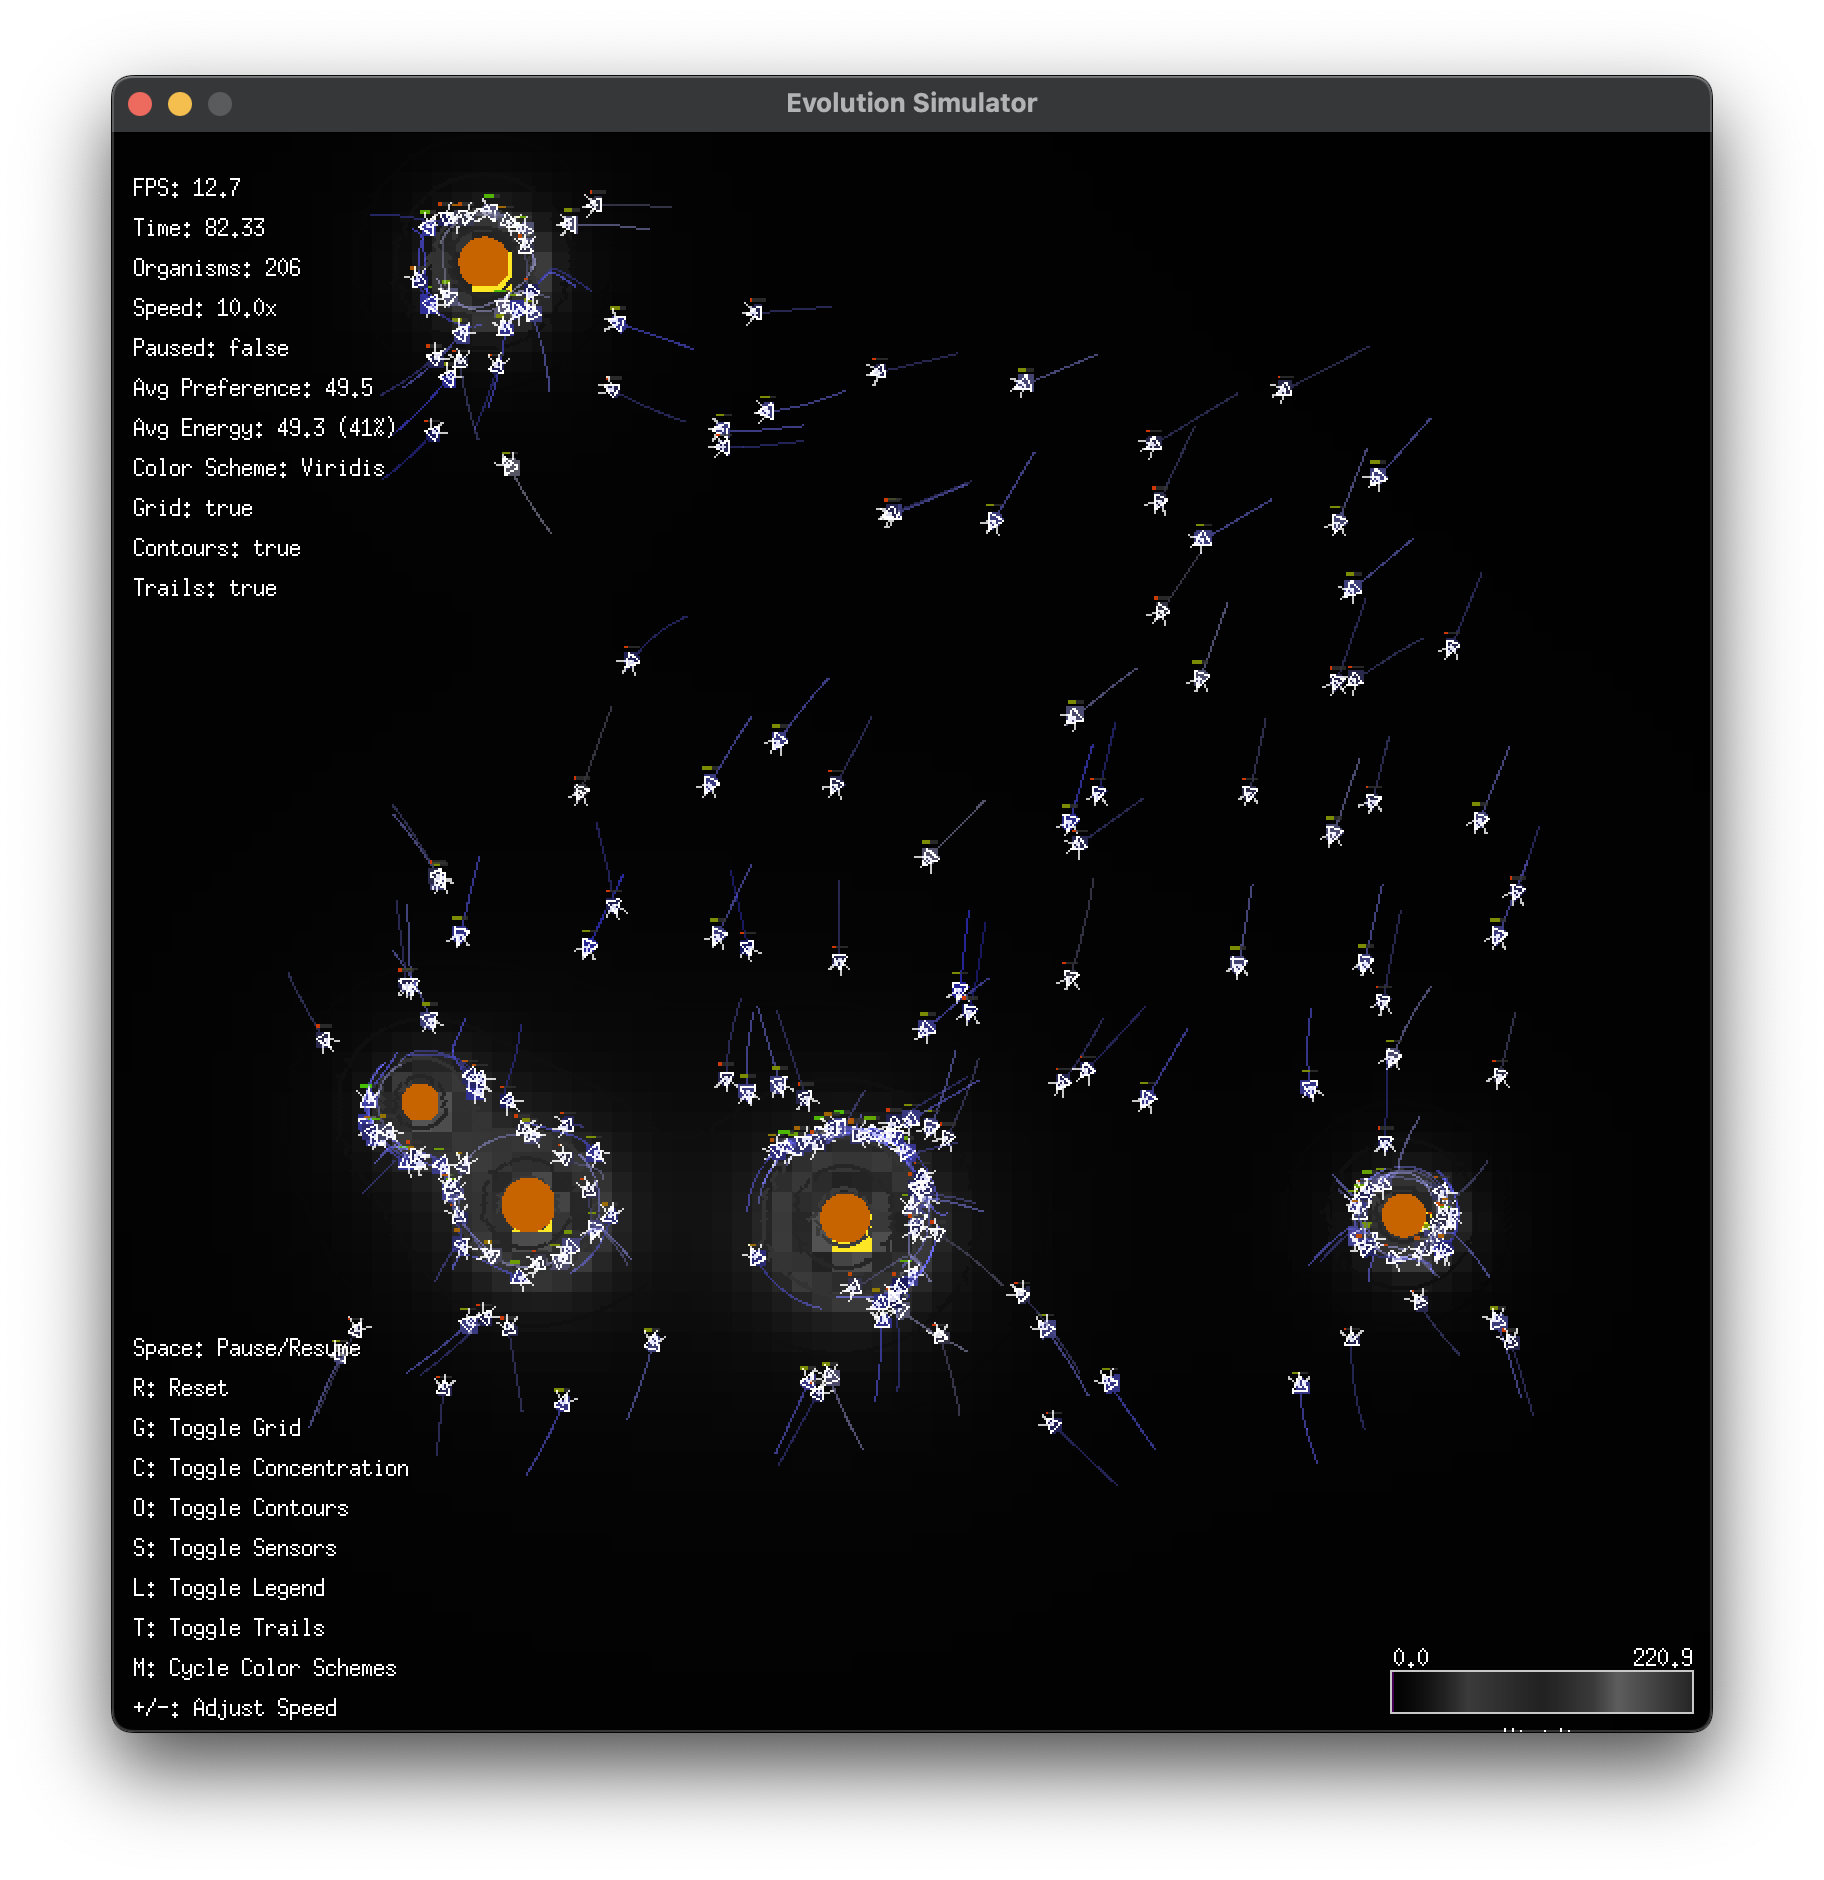 Evolution Simulator
FPS: 12.7
Time: 82.33
Organisms: 206
Speed: 10.0x
Paused: false
Avg Preference: 49.5
Avg Energy: 49.3 (41%)
Color Scheme: Viridis
Grid: true
Contours: true
Trails: true
Space: Pause/Resume
R: Reset
G: Toggle Grid
C: Toggle Concentration
O: Toggle Contours
S: Toggle Sensors
L: Toggle Legend
T: Toggle Trails
M: Cycle Color Schemes
+/-: Adjust Speed
0.0 220.9